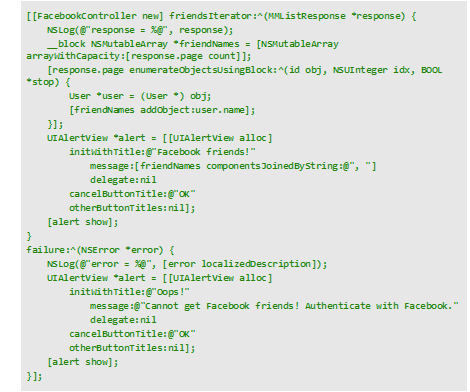 [[FacebookController new] friendsIterator:^(MMListResponse *response) {
    NSLog(@"response = %@", response);
    __block NSMutableArray *friendNames = [NSMutableArray
arrayWithCapacity:[response.page count]];
    [response.page enumerateObjectsUsingBlock:^(id obj, NSUInteger idx, BOOL
*stop) {
        User *user = (User *) obj;
        [friendNames addObject:user.name];
    }];
    UIAlertView *alert = [[UIAlertView alloc]
        initWithTitle:@"Facebook friends!"
            message:[friendNames componentsJoinedByString:@", "]
            delegate:nil
        cancelButtonTitle:@"OK"
        otherButtonTitles:nil];
    [alert show];
}
failure:^(NSError *error) {
    NSLog(@"error = %@", [error localizedDescription]);
    UIAlertView *alert = [[UIAlertView alloc]
        initWithTitle:@"Oops!"
            message:@"Cannot get Facebook friends! Authenticate with Facebook."
            delegate:nil
        cancelButtonTitle:@"OK"
        otherButtonTitles:nil];
    [alert show];
}];